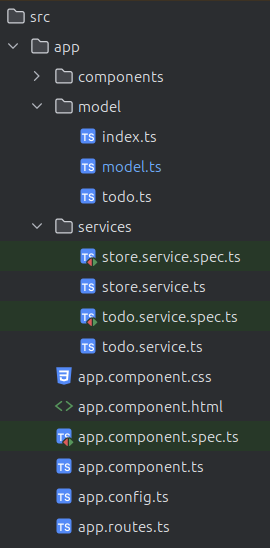 src
app
components
model
TS index.ts
TS model.ts
TS todo.ts
services
TS store.service.spec.ts
TS store.service.ts
TS todo.service.spec.ts
TS todo.service.ts
3 app.component.css
<> app.component.html
TS app.component.spec.ts
TS app.component.ts
TS app.config.ts
TS app.routes.ts